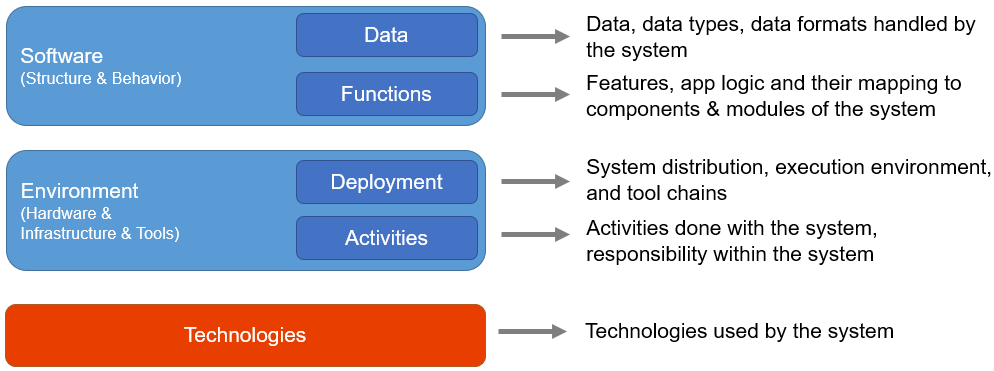 Data
Data, data types, data formats handled by
the system
Software
(Structure & Behavior)
Functions
Features, app logic and their mapping to
components & modules of the system
Deployment
System distribution, execution environment,
and tool chains
Environment
(Hardware &
Infrastructure & Tools)
Activities
Activities done with the system,
responsibility within the system
Technologies
Technologies used by the system